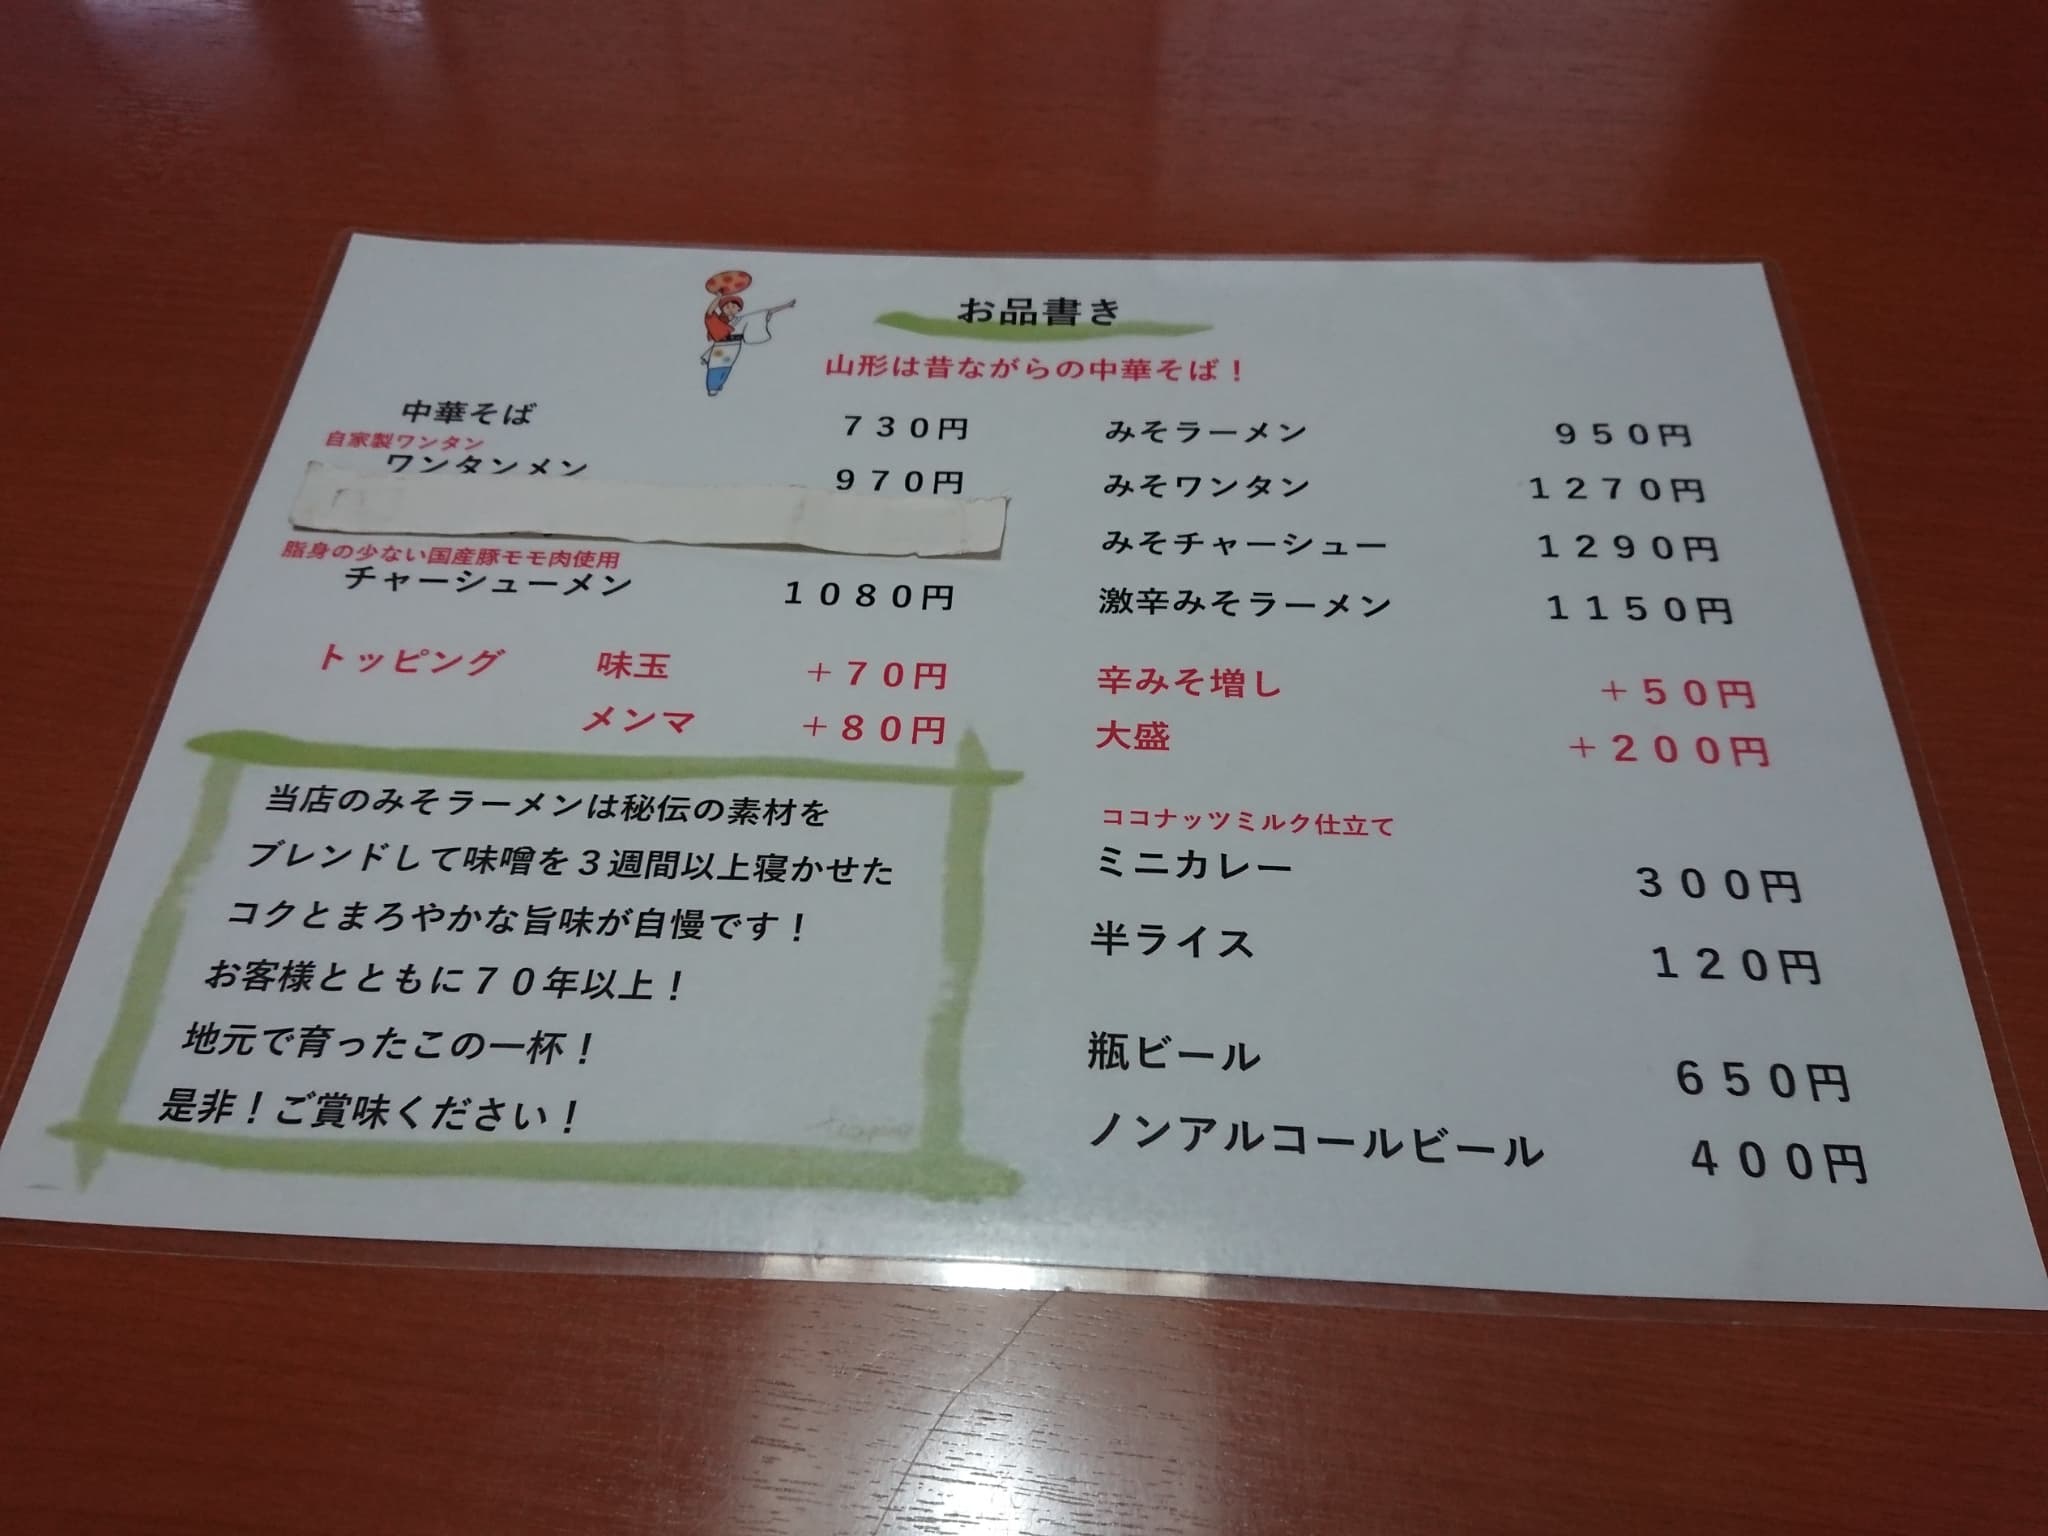 お品書き
山形は昔ながらの中華そば！
中華そば ７３０円
自家製ワンタン
ワンタンメン ９７０円
脂身の少ない国産豚モモ肉使用
チャーシューメン １０８０円
トッピング 味玉 ＋７０円
メンマ ＋８０円
当店のみそラーメンは秘伝の素材を
ブレンドして味噌を３週間以上寝かせた
コクとまろやかな旨味が自慢です！
お客様とともに７０年以上！
地元で育ったこの一杯！
是非！ご賞味ください！
みそラーメン ９５０円
みそワンタン １２７０円
みそチャーシュー １２９０円
激辛みそラーメン １１５０円
辛みそ増し ＋５０円
大盛 ＋２００円
ココナッツミルク仕立て
ミニカレー ３００円
半ライス １２０円
瓶ビール ６５０円
ノンアルコールビール ４００円